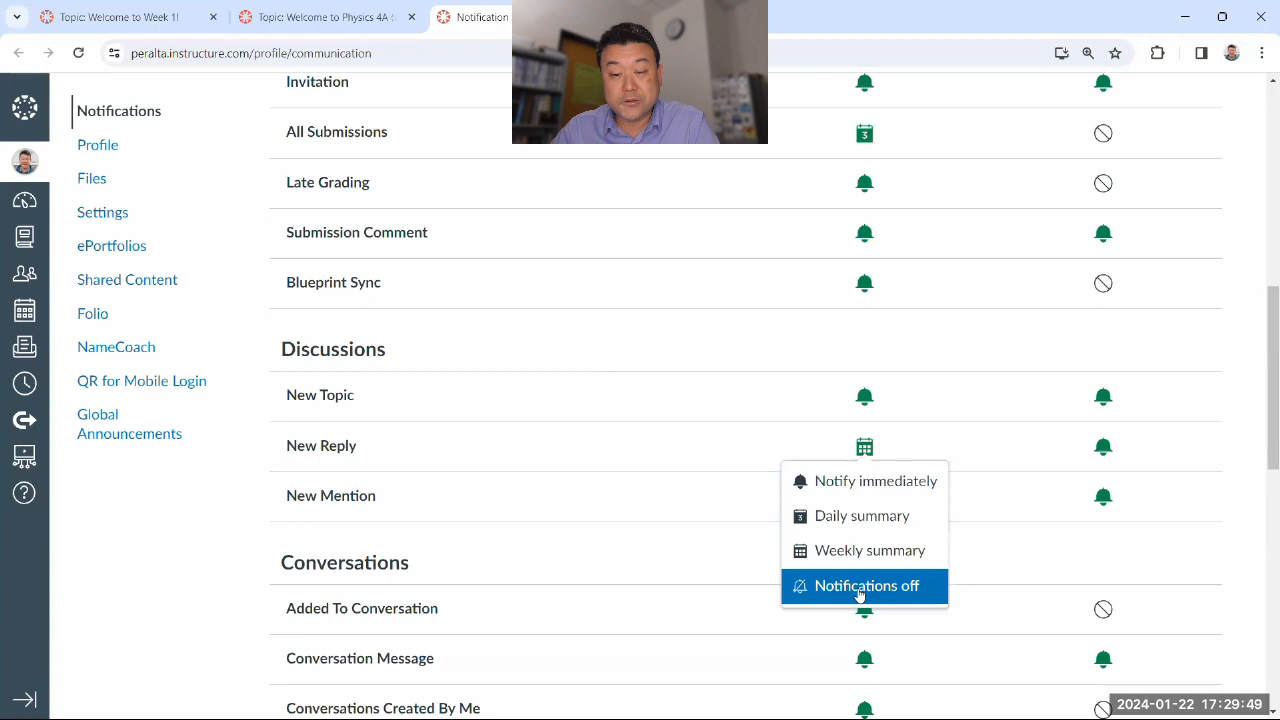 Topic: Welcome to Week 1!
Topic: Welcome to Physics 4A
Notification
peralta.instructure.com/profile/communicati
Notifications
Profile
Files
Settings
ePortfolios
Shared Content
Folio
NameCoach
QR for Mobile Login
Global
Announcements
Invitation
All Submissions
3
Late Grading
Submission Comment
Blueprint Sync
Discussions
New Topic
New Reply
New Mention
Notify immediately
3
Daily summary
Weekly summary
Notifications off
Conversations
Added To Conversation
Conversation Message
Conversations Created By Me
2024-01-22 17:29:49